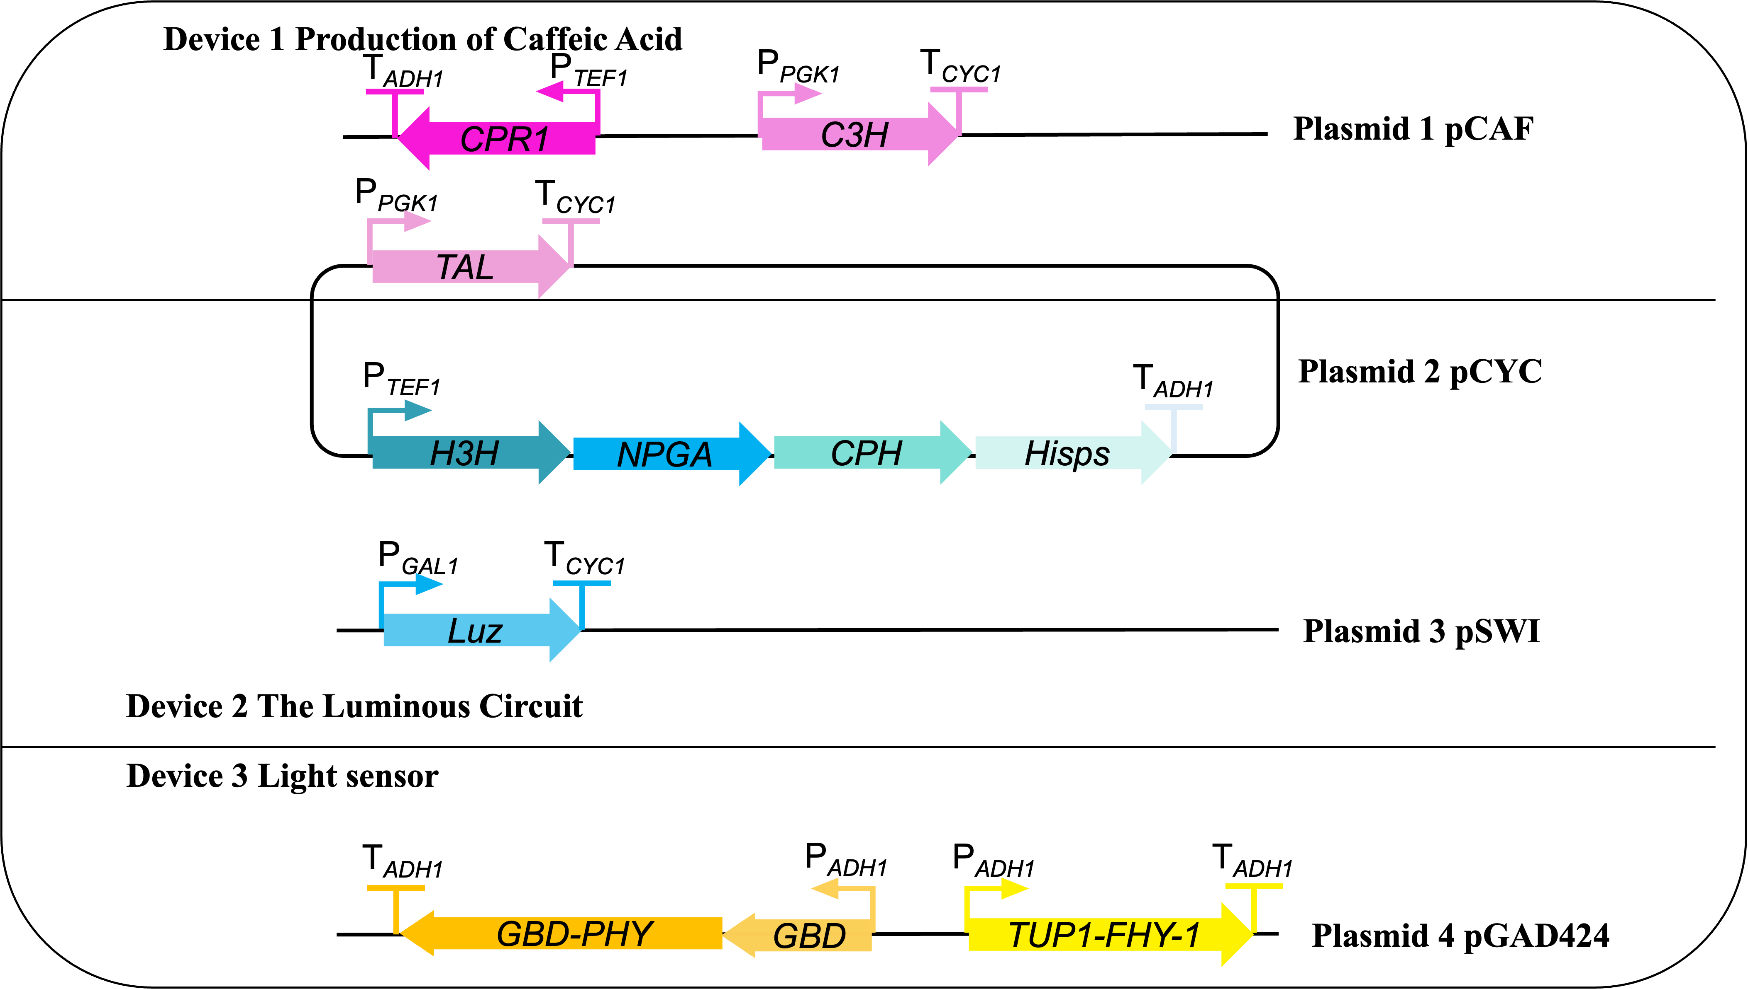 Device 1 Production of Caffeic Acid
TADH1 PTEF1 PPGK1 TCYC1
CPR1 C3H Plasmid 1 pCAF
PPGK1 TCYC1
TAL
PTEF1 TADH1 Plasmid 2 pCYC
H3H NPGA CPH Hisps
PGAL1 TCYC1
Luz Plasmid 3 pSWI
Device 2 The Luminous Circuit
Device 3 Light sensor
TADH1 PADH1 PADH1 TADH1
GBD-PHY GBD TUP1-FHY-1 Plasmid 4 pGAD424